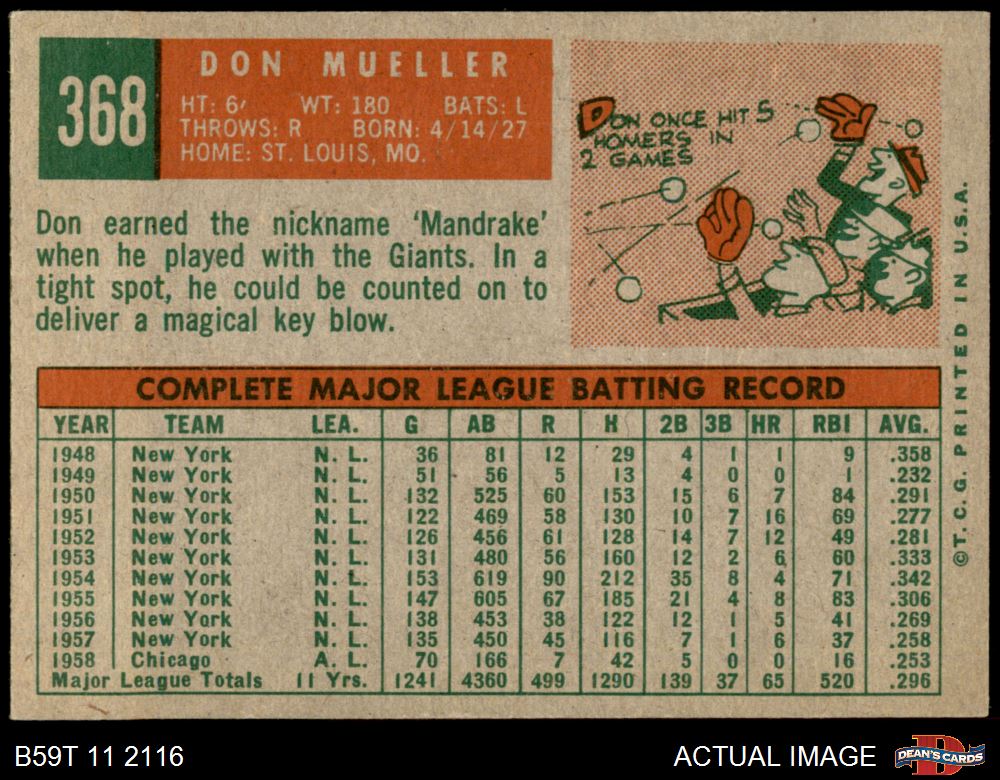 368
DON MUELLER
HT: 6' WT: 180 BATS: L
THROWS: R BORN: 4/14/27
HOME: ST. LOUIS, MO.
Don earned the nickname 'Mandrake'
when he played with the Giants. In a
tight spot, he could be counted on to
deliver a magical key blow.
DON ONCE HIT 5
HOMERS IN
2 GAMES
COMPLETE MAJOR LEAGUE BATTING RECORD
YEAR TEAM LEA. G AB R H 2B 3B HR RBI AVG.
1948 New York N. L. 36 81 12 29 4 1 1 9 .358
1949 New York N. L. 51 56 5 13 4 0 0 1 .232
1950 New York N. L. 132 525 60 153 15 6 7 84 .291
1951 New York N. L. 122 469 58 130 10 7 16 69 .277
1952 New York N. L. 126 456 61 128 14 7 12 49 .281
1953 New York N. L. 131 480 56 160 12 2 6 60 .333
1954 New York N. L. 153 619 90 212 35 8 4 71 .342
1955 New York N. L. 147 605 67 185 21 4 8 83 .306
1956 New York N. L. 138 453 38 122 12 1 5 41 .269
1957 New York N. L. 135 450 45 116 7 1 6 37 .258
1958 Chicago A. L. 70 166 7 42 5 0 0 16 .253
Major League Totals 11 Yrs. 1241 4360 499 1290 139 37 65 520 .296
©T. C. G. PRINTED IN U.S.A.
B59T 11 2116
ACTUAL IMAGE
DEAN'S CARDS